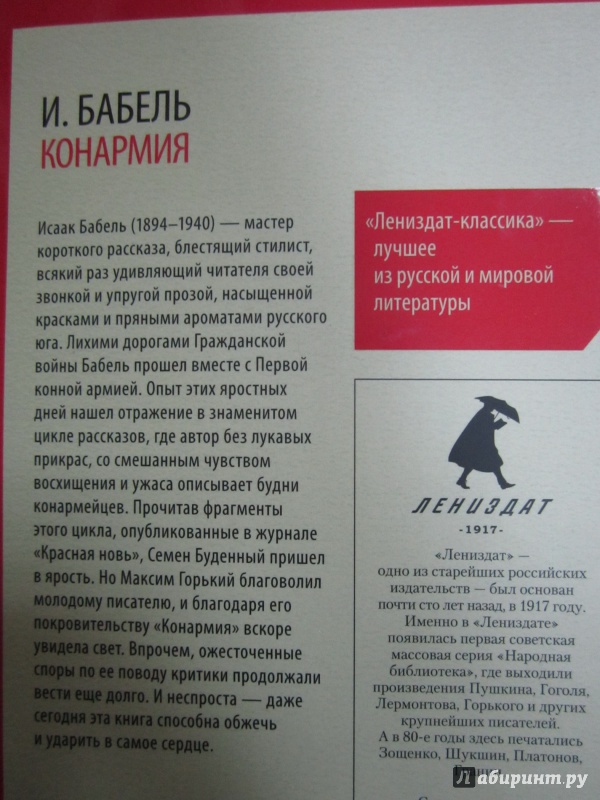 И. БАБЕЛЬ
КОНАРМИЯ
Исаак Бабель (1894–1940) — мастер
короткого рассказа, блестящий стилист,
всякий раз удивляющий читателя своей
звонкой и упругой прозой, насыщенной
красками и пряными ароматами русского
юга. Лихими дорогами Гражданской
войны Бабель прошел вместе с Первой
конной армией. Опыт этих яростных
дней нашел отражение в знаменитом
цикле рассказов, где автор без лукавых
прикрас, со смешанным чувством
восхищения и ужаса описывает будни
конармейцев. Прочитав фрагменты
этого цикла, опубликованные в журнале
«Красная новь», Семен Буденный пришел
в ярость. Но Максим Горький благоволил
молодому писателю, и благодаря его
покровительству «Конармия» вскоре
увидела свет. Впрочем, ожесточенные
споры по ее поводу критики продолжали
вести еще долго. И неспроста — даже
сегодня эта книга способна обжечь
и ударить в самое сердце.
«Лениздат-классика» —
лучшее
из русской и мировой
литературы
ЛЕНИЗДАТ
-1917-
«Лениздат» —
одно из старейших российских
издательств — был основан
почти сто лет назад, в 1917 году.
Именно в «Лениздате»
появилась первая советская
массовая серия «Народная
библиотека», где выходили
произведения Пушкина, Гоголя,
Лермонтова, Горького и других
крупнейших писателей.
А в 80-е годы здесь печатались
Зощенко, Шукшин, Платонов,
Лабиринт.ру